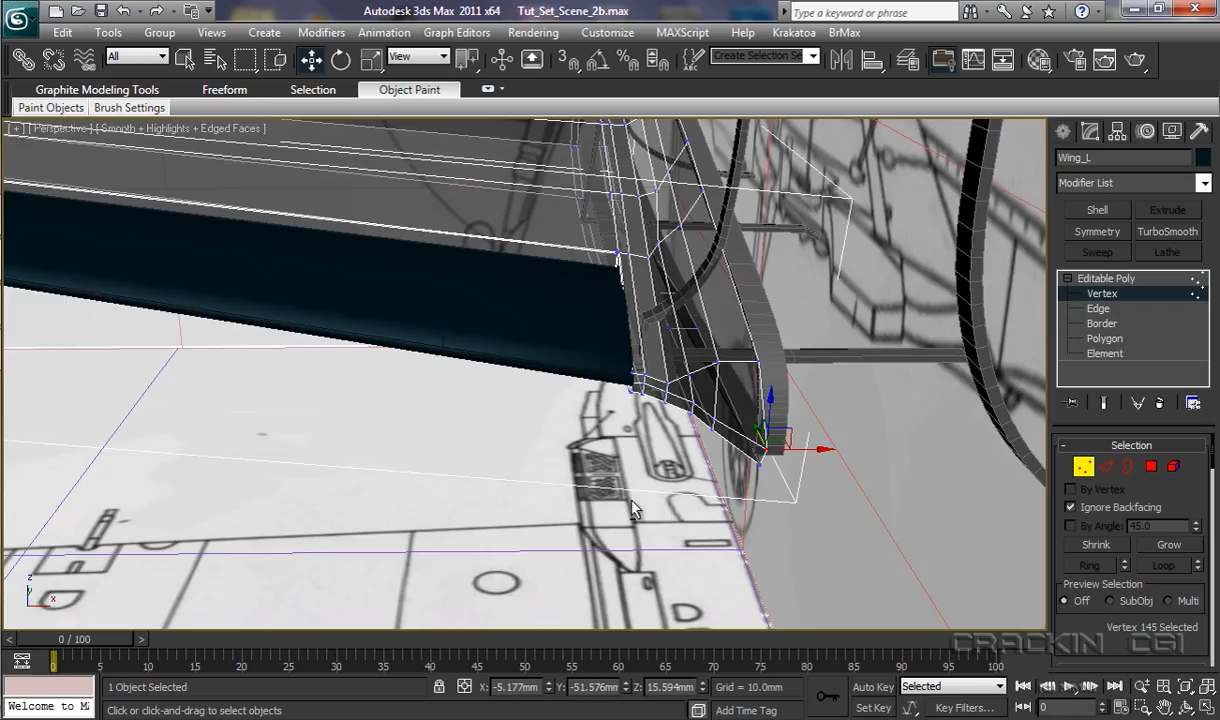 Autodesk 3ds Max 2011 x64 Tut_Set_Scene_2b.max
Type a keyword or phrase
Edit Tools Group Views Create Modifiers Animation Graph Editors Rendering Customize MAXScript Help Krakatoa BrMax
All View Create Selection Se
Graphite Modeling Tools Freeform Selection Object Paint
Paint Objects Brush Settings
[ + ] [ Perspective ] [ Smooth + Highlights + Edged Faces ]
Wing_L
Modifier List
Shell Extrude
Symmetry TurboSmooth
Sweep Lathe
Editable Poly
Vertex
Edge
Border
Polygon
Element
Selection
By Vertex
Ignore Backfacing
By Angle: 45.0
Shrink Grow
Ring Loop
Preview Selection
Off SubObj Multi
Vertex 145 Selected
z
y
x
CRACKIN CGI
0 / 100
0 5 10 15 20 25 30 35 40 45 50 55 60 65 70 75 80 85 90 95 100
1 Object Selected X: -5.177mm Y: -51.576mm Z: 15.594mm Grid = 10.0mm Auto Key Selected
Welcome to MA Click or click-and-drag to select objects Add Time Tag Set Key Key Filters... 0